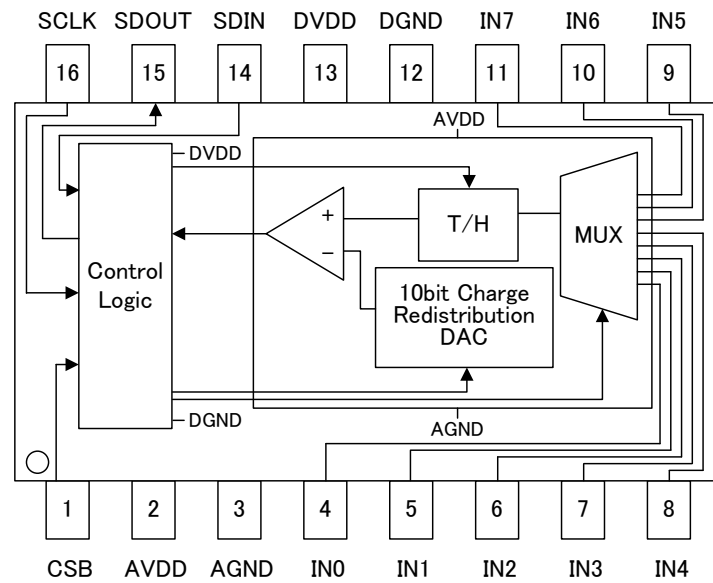 SCLK SDOUT SDIN DVDD DGND IN7 IN6 IN5
16 15 14 13 12 11 10 9
AVDD
DVDD
+
T/H
MUX
−
Control
Logic
10bit Charge
Redistribution
DAC
DGND
AGND
1 2 3 4 5 6 7 8
CSB AVDD AGND IN0 IN1 IN2 IN3 IN4